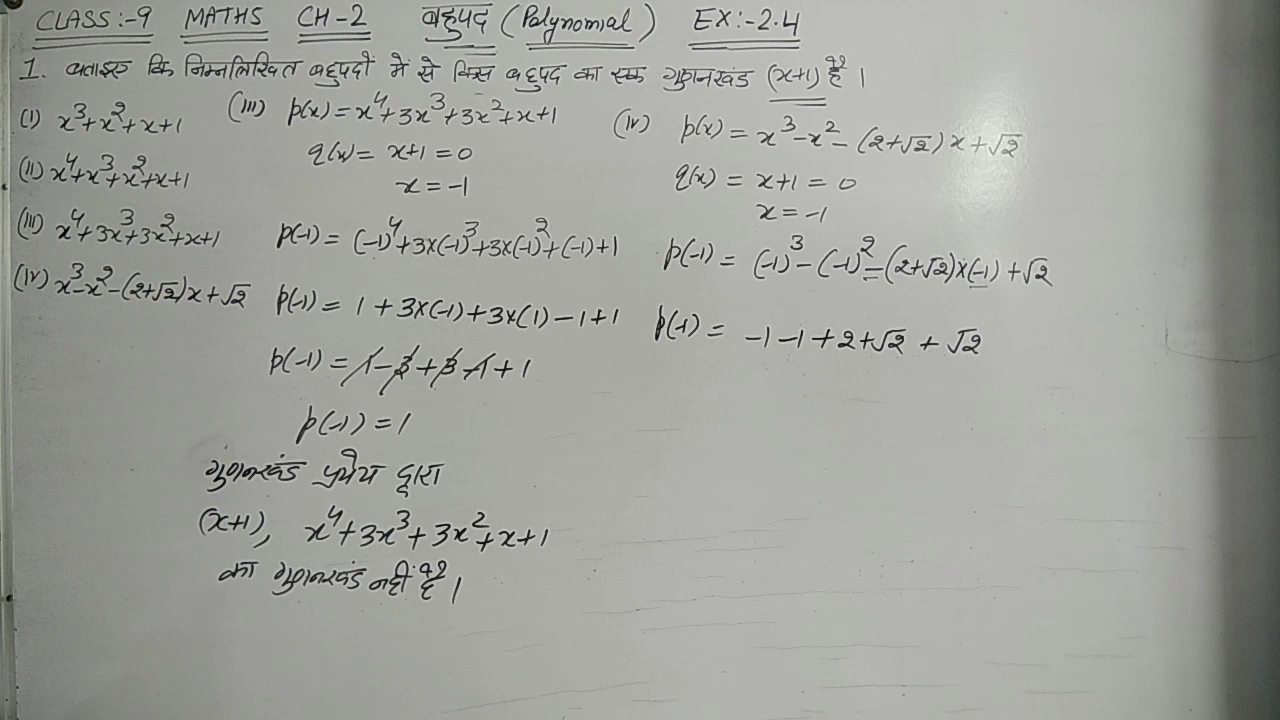 CLASS:-9 MATHS CH-2 बहुपद (Polynomial) EX:-2.4
1. बताइए कि निम्नलिखित बहुपदों में से किस बहुपद का एक गुणनखंड (x+1) है।
(i) x³+x²+x+1
(ii) x⁴+x³+x²+x+1
(iii) x⁴+3x³+3x²+x+1
(iv) x³-x²-(2+√2)x+√2
(iii) p(x)=x⁴+3x³+3x²+x+1
q(x)= x+1=0
x=-1
p(-1)= (-1)⁴+3×(-1)³+3×(-1)²+(-1)+1
p(-1)= 1+3×(-1)+3×(1)-1+1
p(-1)=1-3+3-1+1
p(-1)=1
गुणनखंड प्रमेय द्वारा
(x+1), x⁴+3x³+3x²+x+1
का गुणनखंड नहीं है।
(iv) p(x)= x³-x²-(2+√2)x+√2
q(x) = x+1=0
x=-1
p(-1)= (-1)³-(-1)²-(2+√2)×(-1)+√2
p(-1)= -1-1+2+√2+√2